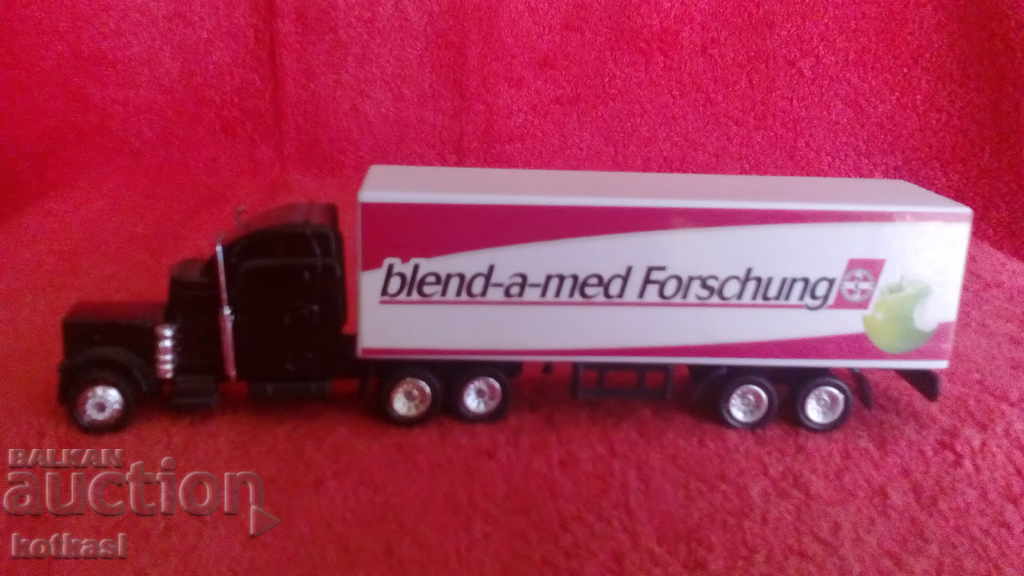 blend-a-med Forschung
BALKAN
auction
kotkasl